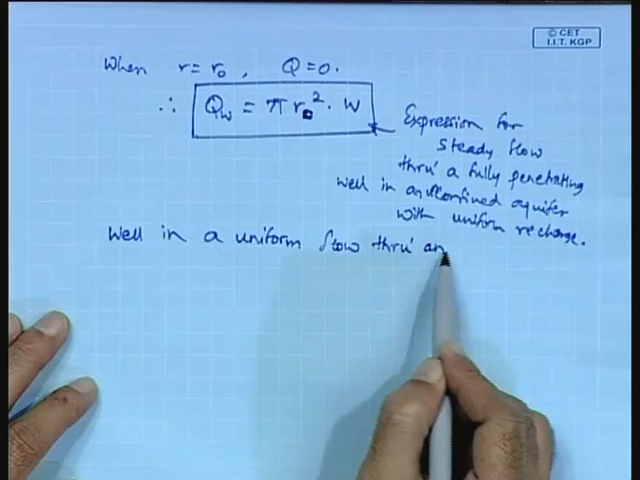 © CET
I.I.T. KGP
When r = r₀, Q = 0.
∴ Q_w = π r₀² · W
Expression for
steady flow
thru' a fully penetrating
well in an unconfined aquifer
with uniform recharge.
Well in a uniform flow thru' an